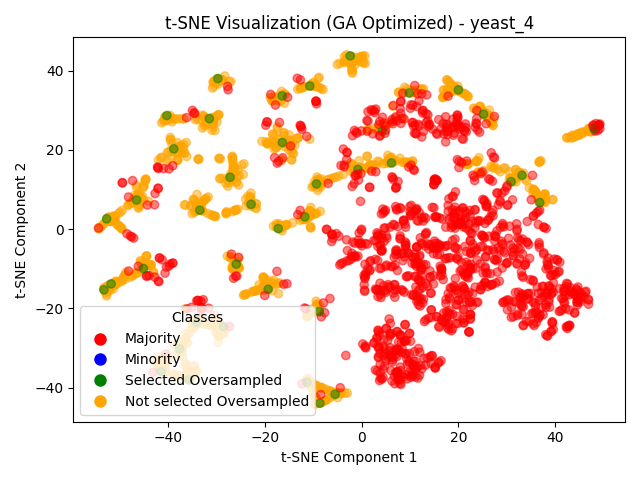 t-SNE Visualization (GA Optimized) - yeast_4
t-SNE Component 2
40
20
0
−20
−40
Classes
Majority
Minority
Selected Oversampled
Not selected Oversampled
−40 −20 0 20 40
t-SNE Component 1